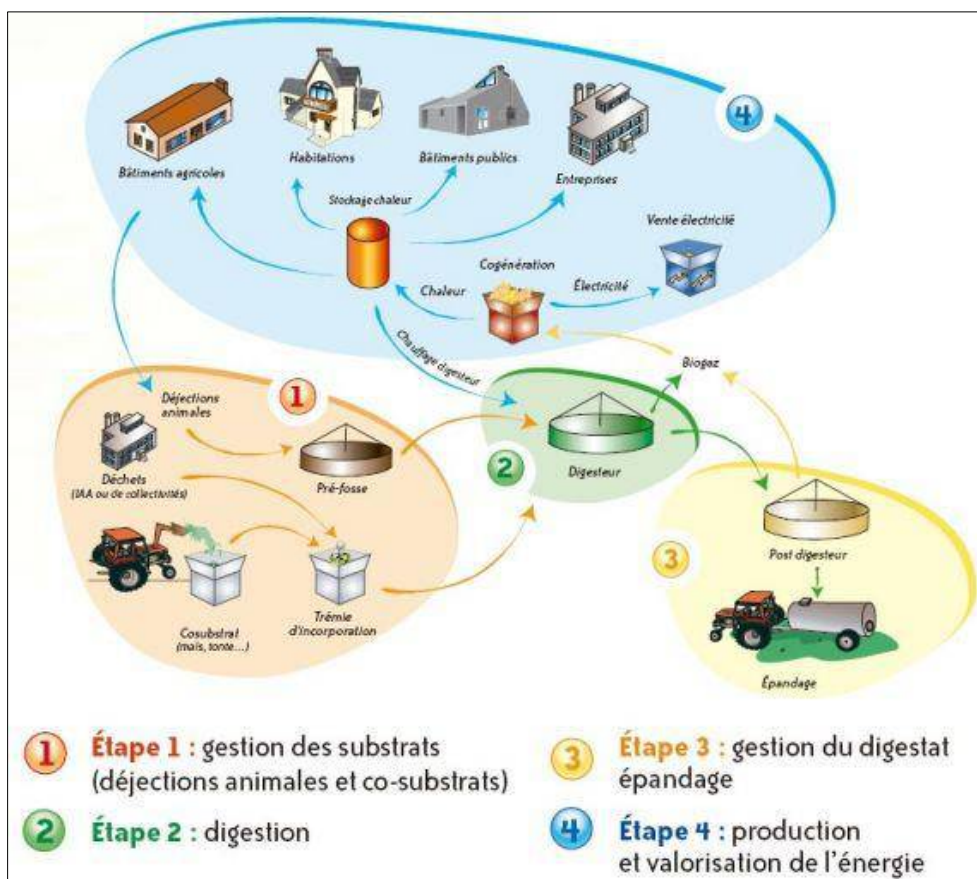 4
Bâtiments agricoles
Habitations
Bâtiments publics
Entreprises
Stockage chaleur
Vente électricité
Cogénération
Chaleur
Électricité
Chauffage digesteur
Biogaz
1
Déjections
animales
Déchets
(IAA ou de collectivités)
Pré-fosse
Cosubstrat
(maïs, tonte...)
Trémie
d'incorporation
2
Digesteur
3
Post digesteur
Épandage
1 Étape 1 : gestion des substrats
(déjections animales et co-substrats)
2 Étape 2 : digestion
3 Étape 3 : gestion du digestat
épandage
4 Étape 4 : production
et valorisation de l'énergie